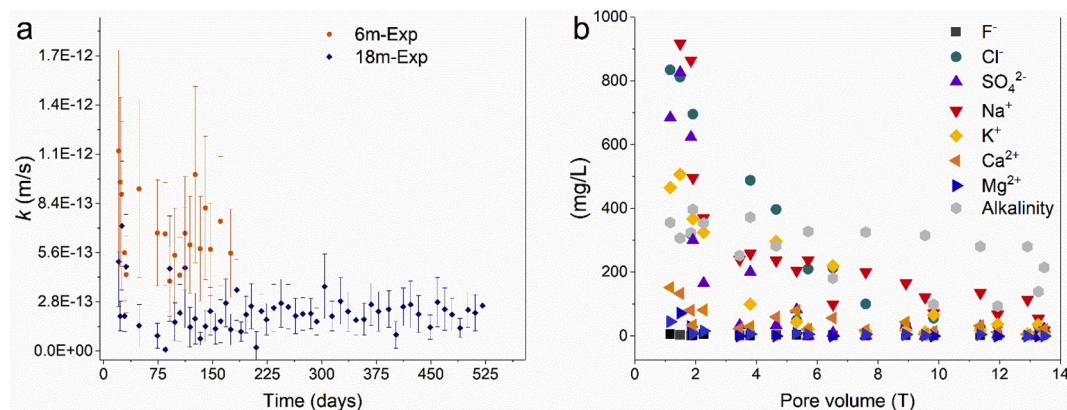 a
6m-Exp
18m-Exp
1.7E-12
1.4E-12
1.1E-12
8.4E-13
5.6E-13
2.8E-13
0.0E+00
k (m/s)
0 75 150 225 300 375 450 525
Time (days)
b
F⁻
Cl⁻
SO₄²⁻
Na⁺
K⁺
Ca²⁺
Mg²⁺
Alkalinity
1000
800
600
400
200
0
(mg/L)
0 2 4 6 8 10 12 14
Pore volume (T)